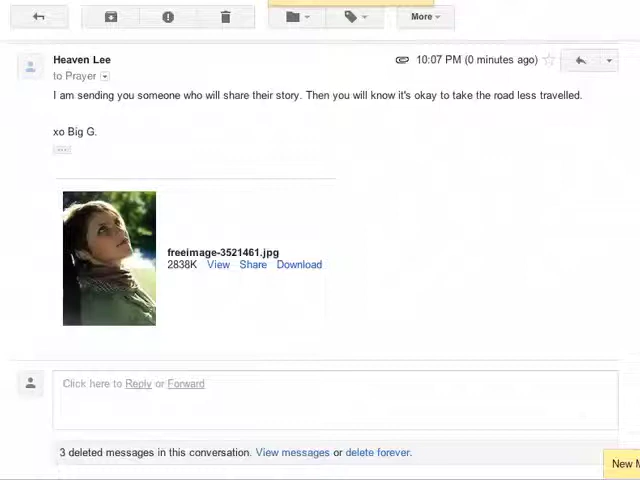 More
Heaven Lee
10:07 PM (0 minutes ago)
to Prayer
I am sending you someone who will share their story. Then you will know it's okay to take the road less travelled.
xo Big G.
freeimage-3521461.jpg
2838K View Share Download
Click here to Reply or Forward
3 deleted messages in this conversation. View messages or delete forever.
New M